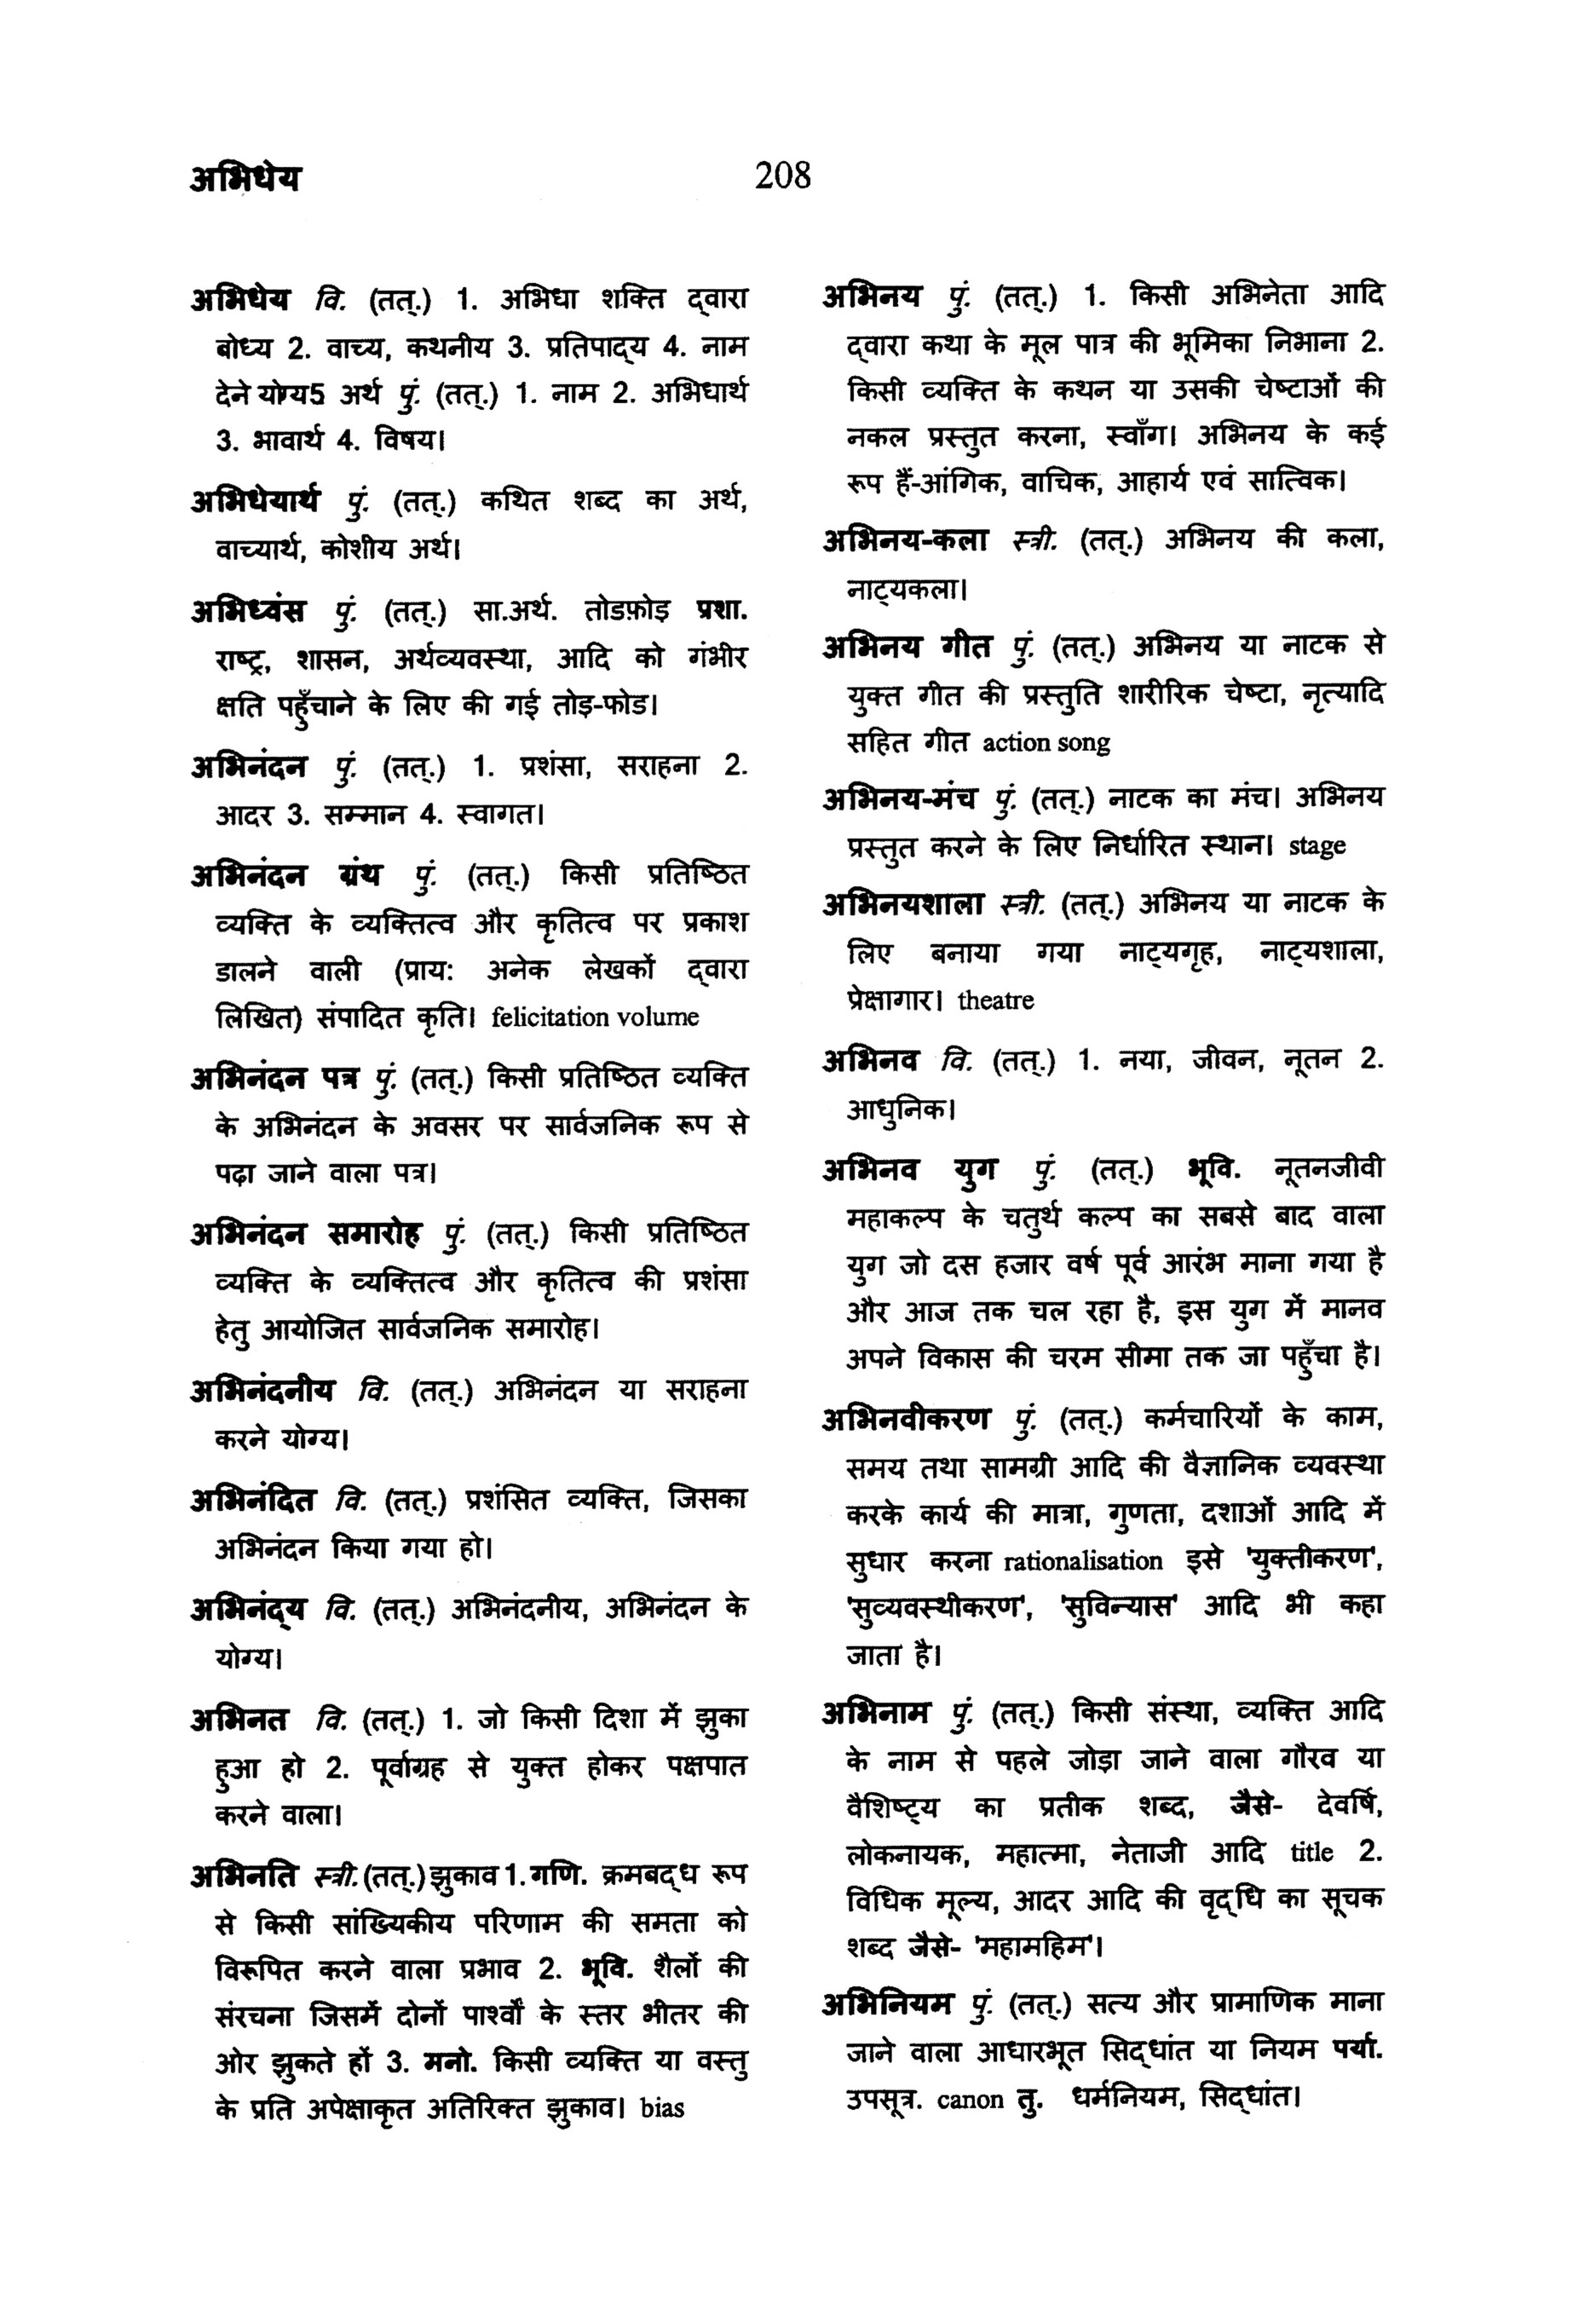 अभिधेय
208
अभिधेय वि. (तत्.) 1. अभिधा शक्ति द्‌वारा
बोध्य 2. वाच्य, कथनीय 3. प्रतिपाद्‌य 4. नाम
देने योग्य5 अर्थ पुं. (तत्.) 1. नाम 2. अभिधार्थ
3. भावार्थ 4. विषय।
अभिधेयार्थ पुं. (तत्.) कथित शब्द का अर्थ,
वाच्यार्थ, कोशीय अर्थ।
अभिध्वंस पुं. (तत्.) सा.अर्थ. तोडफ़ोड़ प्रशा.
राष्ट्र, शासन, अर्थव्यवस्था, आदि को गंभीर
क्षति पहुँचाने के लिए की गई तोड़-फोड।
अभिनंदन पुं. (तत्.) 1. प्रशंसा, सराहना 2.
आदर 3. सम्मान 4. स्वागत।
अभिनंदन ग्रंथ पुं. (तत्.) किसी प्रतिष्ठित
व्यक्ति के व्यक्तित्व और कृतित्व पर प्रकाश
डालने वाली (प्राय: अनेक लेखकों द्‌वारा
लिखित) संपादित कृति। felicitation volume
अभिनंदन पत्र पुं. (तत्.) किसी प्रतिष्ठित व्यक्ति
के अभिनंदन के अवसर पर सार्वजनिक रूप से
पढ़ा जाने वाला पत्र।
अभिनंदन समारोह पुं. (तत्.) किसी प्रतिष्ठित
व्यक्ति के व्यक्तित्व और कृतित्व की प्रशंसा
हेतु आयोजित सार्वजनिक समारोह।
अभिनंदनीय वि. (तत्.) अभिनंदन या सराहना
करने योग्य।
अभिनंदित वि. (तत्.) प्रशंसित व्यक्ति, जिसका
अभिनंदन किया गया हो।
अभिनंद्‌य वि. (तत्.) अभिनंदनीय, अभिनंदन के
योग्य।
अभिनत वि. (तत्.) 1. जो किसी दिशा में झुका
हुआ हो 2. पूर्वाग्रह से युक्त होकर पक्षपात
करने वाला।
अभिनति स्त्री. (तत्.) झुकाव 1. गणि. क्रमबद्‌ध रूप
से किसी सांख्यिकीय परिणाम की समता को
विरूपित करने वाला प्रभाव 2. भूवि. शैलों की
संरचना जिसमें दोनों पार्श्वों के स्तर भीतर की
ओर झुकते हों 3. मनो. किसी व्यक्ति या वस्तु
के प्रति अपेक्षाकृत अतिरिक्त झुकाव। bias
अभिनय पुं. (तत्.) 1. किसी अभिनेता आदि
द्‌वारा कथा के मूल पात्र की भूमिका निभाना 2.
किसी व्यक्ति के कथन या उसकी चेष्टाओं की
नकल प्रस्तुत करना, स्वाँग। अभिनय के कई
रूप हैं-आंगिक, वाचिक, आहार्य एवं सात्विक।
अभिनय-कला स्त्री. (तत्.) अभिनय की कला,
नाट्‌यकला।
अभिनय गीत पुं. (तत्.) अभिनय या नाटक से
युक्त गीत की प्रस्तुति शारीरिक चेष्टा, नृत्यादि
सहित गीत action song
अभिनय-मंच पुं. (तत्.) नाटक का मंच। अभिनय
प्रस्तुत करने के लिए निर्धारित स्थान। stage
अभिनयशाला स्त्री. (तत्.) अभिनय या नाटक के
लिए बनाया गया नाट्‌यगृह, नाट्‌यशाला,
प्रेक्षागार। theatre
अभिनव वि. (तत्.) 1. नया, जीवन, नूतन 2.
आधुनिक।
अभिनव युग पुं. (तत्.) भूवि. नूतनजीवी
महाकल्प के चतुर्थ कल्प का सबसे बाद वाला
युग जो दस हजार वर्ष पूर्व आरंभ माना गया है
और आज तक चल रहा है, इस युग में मानव
अपने विकास की चरम सीमा तक जा पहुँचा है।
अभिनवीकरण पुं. (तत्.) कर्मचारियों के काम,
समय तथा सामग्री आदि की वैज्ञानिक व्यवस्था
करके कार्य की मात्रा, गुणता, दशाओं आदि में
सुधार करना rationalisation इसे 'युक्तीकरण',
'सुव्यवस्थीकरण', 'सुविन्यास' आदि भी कहा
जाता है।
अभिनाम पुं. (तत्.) किसी संस्था, व्यक्ति आदि
के नाम से पहले जोड़ा जाने वाला गौरव या
वैशिष्ट्‌य का प्रतीक शब्द, जैसे- देवर्षि,
लोकनायक, महात्मा, नेताजी आदि title 2.
विधिक मूल्य, आदर आदि की वृद्‌धि का सूचक
शब्द जैसे- 'महामहिम'।
अभिनियम पुं. (तत्.) सत्य और प्रामाणिक माना
जाने वाला आधारभूत सिद्‌धांत या नियम पर्या.
उपसूत्र. canon तु. धर्मनियम, सिद्‌धांत।